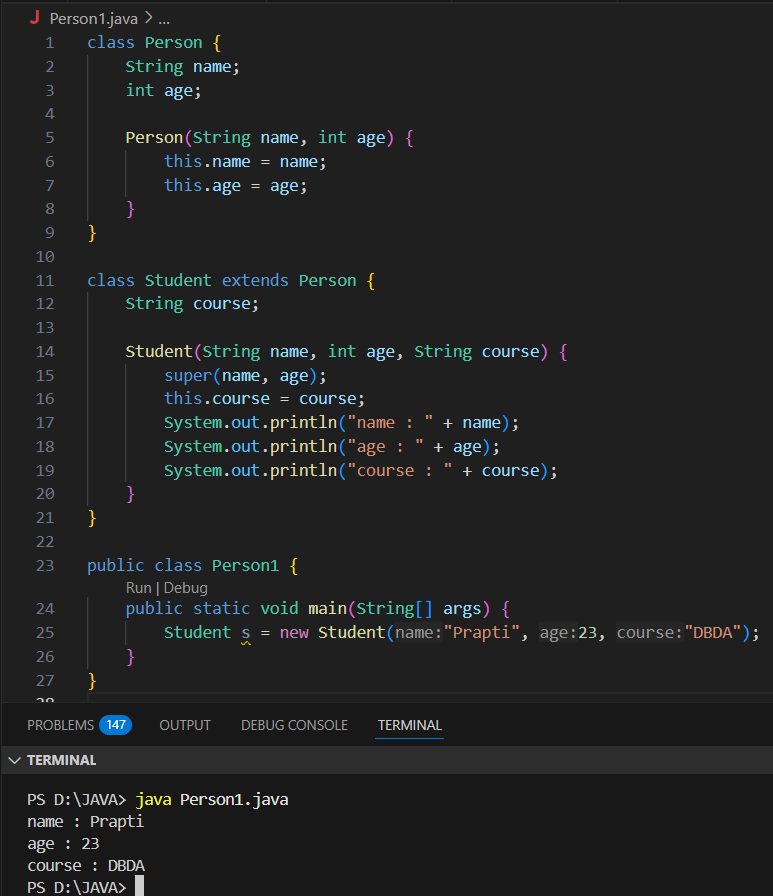 J Person1.java > ...
1 class Person {
2     String name;
3     int age;
4
5     Person(String name, int age) {
6         this.name = name;
7         this.age = age;
8     }
9 }
10
11 class Student extends Person {
12     String course;
13
14     Student(String name, int age, String course) {
15         super(name, age);
16         this.course = course;
17         System.out.println("name : " + name);
18         System.out.println("age : " + age);
19         System.out.println("course : " + course);
20     }
21 }
22
23 public class Person1 {
Run | Debug
24     public static void main(String[] args) {
25         Student s = new Student(name:"Prapti", age:23, course:"DBDA");
26     }
27 }
28
PROBLEMS 147 OUTPUT DEBUG CONSOLE TERMINAL
TERMINAL
PS D:\JAVA> java Person1.java
name : Prapti
age : 23
course : DBDA
PS D:\JAVA>